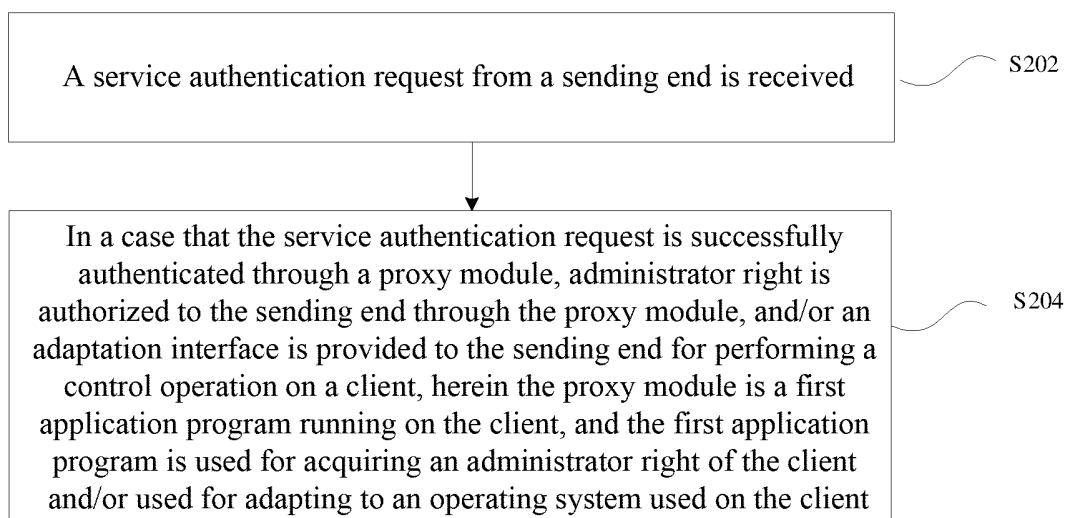 A service authentication request from a sending end is received
S202
In a case that the service authentication request is successfully
authenticated through a proxy module, administrator right is
authorized to the sending end through the proxy module, and/or an
adaptation interface is provided to the sending end for performing a
control operation on a client, herein the proxy module is a first
application program running on the client, and the first application
program is used for acquiring an administrator right of the client
and/or used for adapting to an operating system used on the client
S204